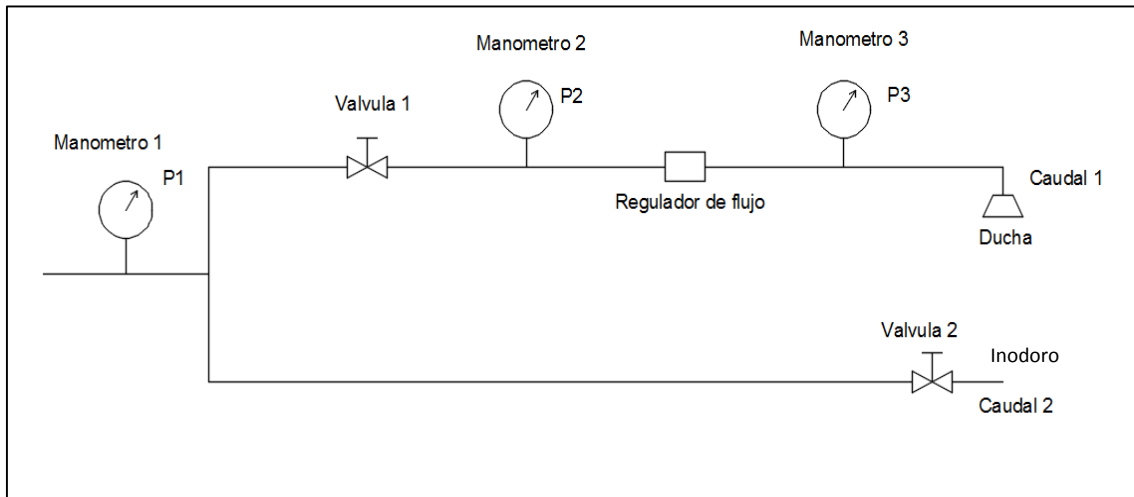 Manometro 2
Manometro 3
P2
P3
Valvula 1
Manometro 1
P1
Regulador de flujo
Caudal 1
Ducha
Valvula 2
Inodoro
Caudal 2